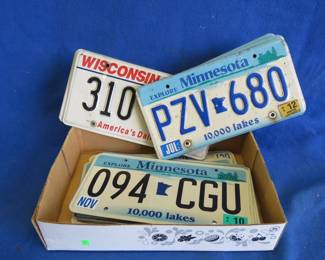 WISCONSIN
310
America's Dai
EXPLORE Minnesota
PZV 680
JUL 10,000 lakes 12
EXPLORE Minnesota
094 CGU
NOV 10,000 lakes 10